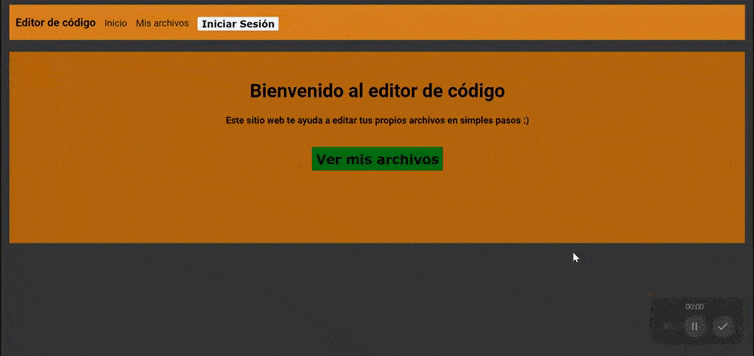 Editor de código Inicio Mis archivos Iniciar Sesión
Bienvenido al editor de código
Este sitio web te ayuda a editar tus propios archivos en simples pasos :)
Ver mis archivos
00:00